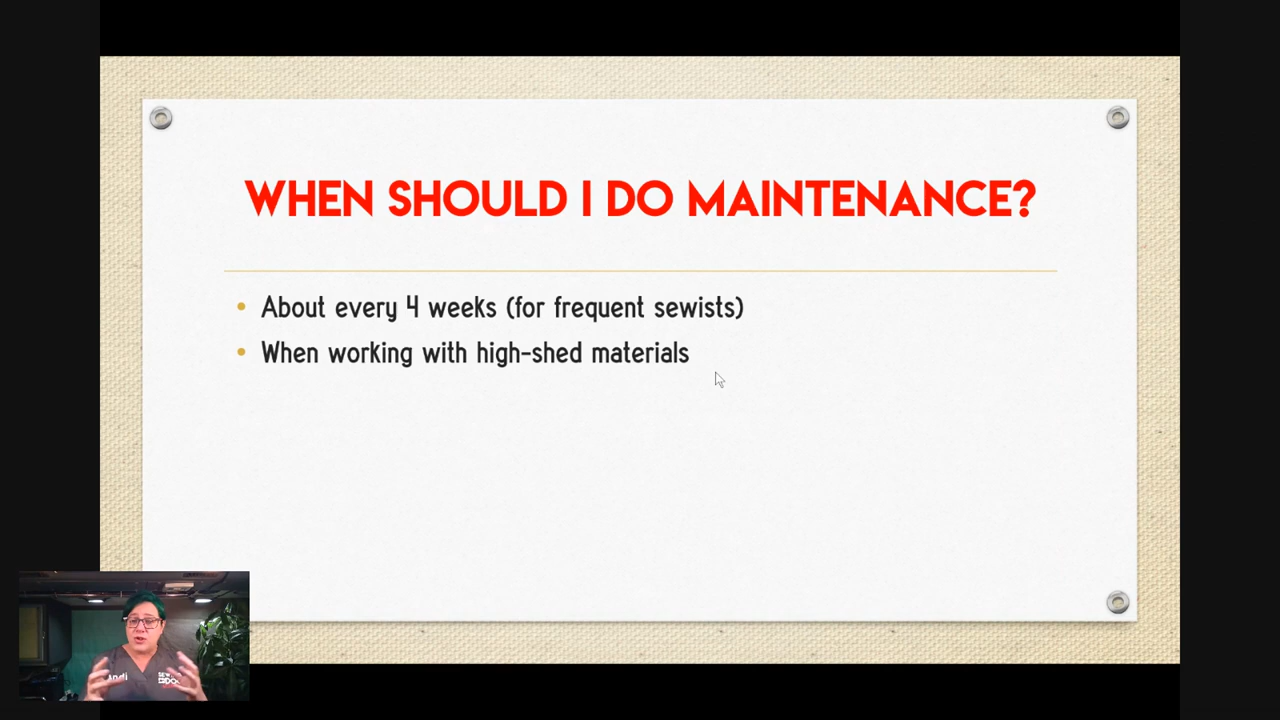 WHEN SHOULD I DO MAINTENANCE?
• About every 4 weeks (for frequent sewists)
• When working with high-shed materials